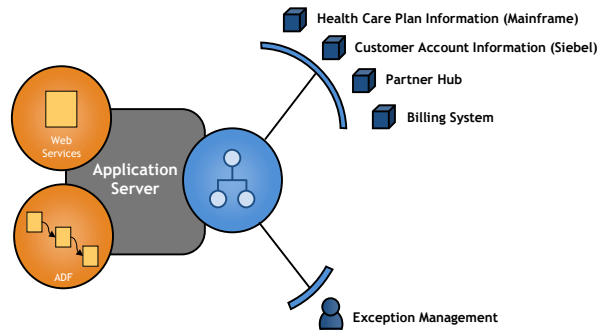 Health Care Plan Information (Mainframe)
Customer Account Information (Siebel)
Partner Hub
Billing System
Web
Services
Application
Server
ADF
Exception Management